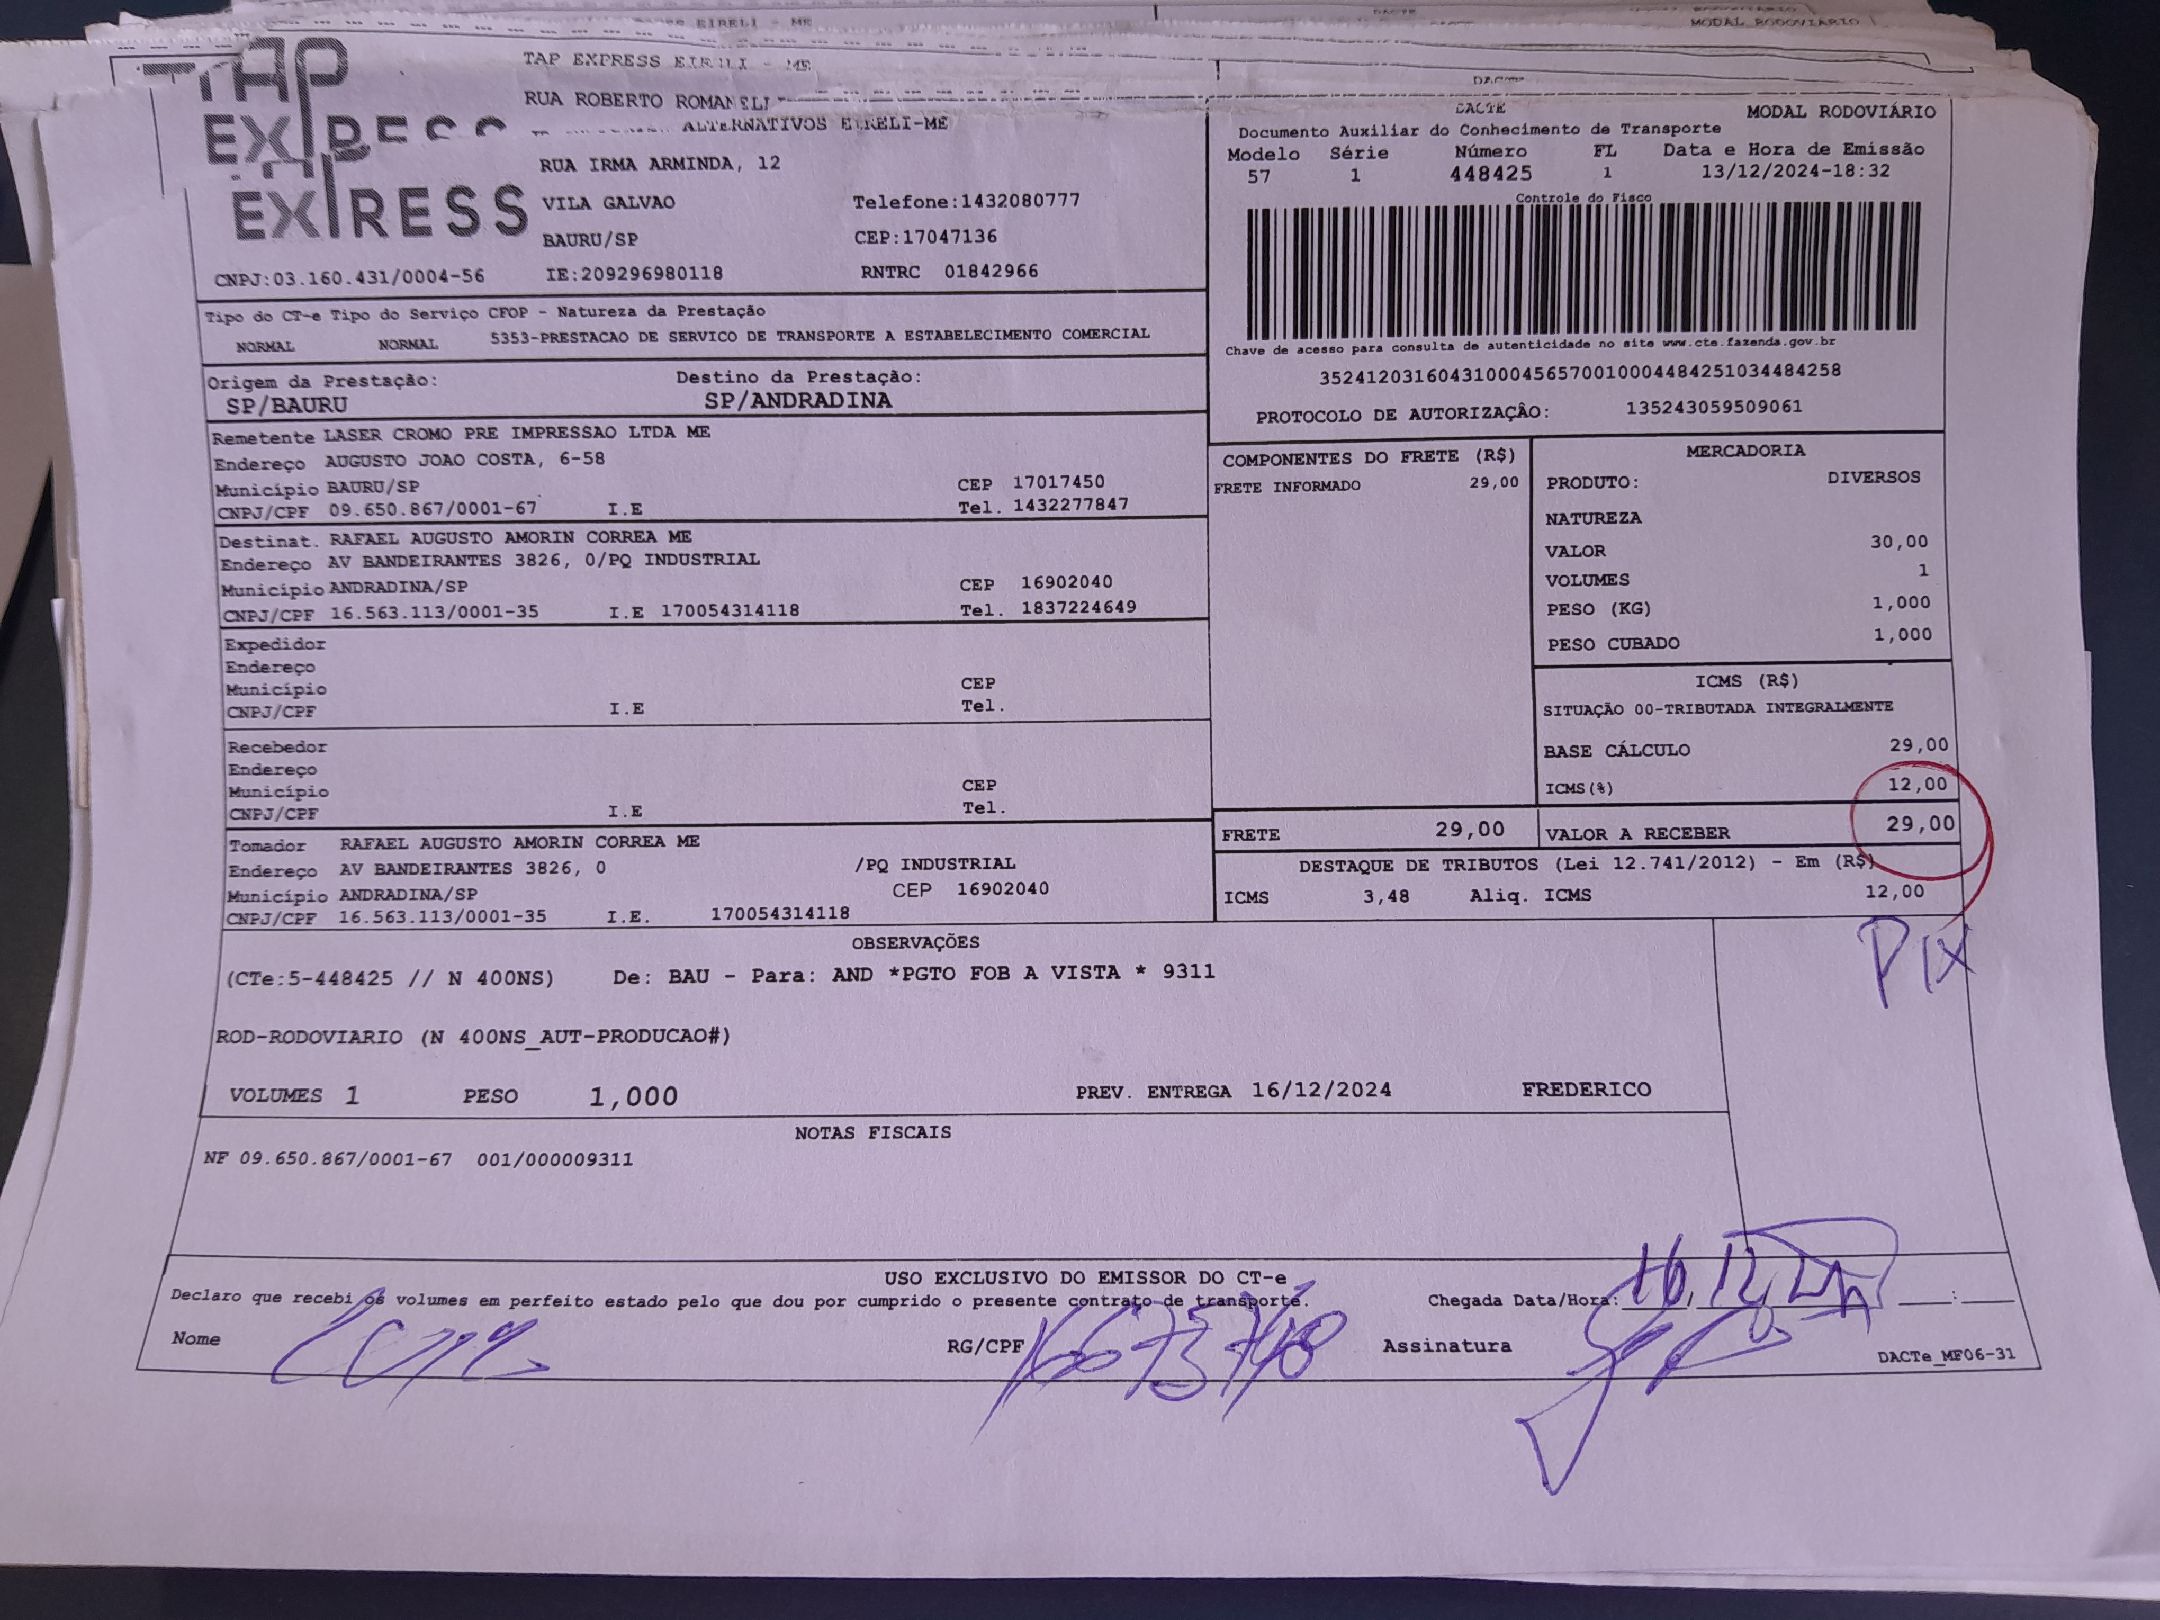 MODAL RODOVIÁRIO
TAP EXPRESS EIRELI - ME
RUA ROBERTO ROMANELI
TAP EXPRESS
ALTERNATIVOS EIRELI-ME
RUA IRMA ARMINDA, 12
VILA GALVAO Telefone:1432080777
BAURU/SP CEP:17047136
CNPJ:03.160.431/0004-56 IE:209296980118 RNTRC 01842966
DACTE MODAL RODOVIÁRIO
Documento Auxiliar do Conhecimento de Transporte
Modelo Série Número FL Data e Hora de Emissão
57 1 448425 1 13/12/2024-18:32
Controle do Fisco
Chave de acesso para consulta de autenticidade no site www.cte.fazenda.gov.br
35241203160431000456570010004484251034484258
PROTOCOLO DE AUTORIZAÇÂO: 135243059509061
Tipo do CT-e Tipo do Serviço CFOP - Natureza da Prestação
NORMAL NORMAL 5353-PRESTACAO DE SERVICO DE TRANSPORTE A ESTABELECIMENTO COMERCIAL
Origem da Prestação: Destino da Prestação:
SP/BAURU SP/ANDRADINA
Remetente LASER CROMO PRE IMPRESSAO LTDA ME
Endereço AUGUSTO JOAO COSTA, 6-58
Município BAURU/SP CEP 17017450
CNPJ/CPF 09.650.867/0001-67 I.E Tel. 1432277847
Destinat. RAFAEL AUGUSTO AMORIN CORREA ME
Endereço AV BANDEIRANTES 3826, 0/PQ INDUSTRIAL
Município ANDRADINA/SP CEP 16902040
CNPJ/CPF 16.563.113/0001-35 I.E 170054314118 Tel. 1837224649
Expedidor
Endereço
Município CEP
CNPJ/CPF I.E Tel.
Recebedor
Endereço
Município CEP
CNPJ/CPF I.E Tel.
Tomador RAFAEL AUGUSTO AMORIN CORREA ME
Endereço AV BANDEIRANTES 3826, 0 /PQ INDUSTRIAL
Município ANDRADINA/SP CEP 16902040
CNPJ/CPF 16.563.113/0001-35 I.E. 170054314118
COMPONENTES DO FRETE (R$)
FRETE INFORMADO 29,00
MERCADORIA
PRODUTO: DIVERSOS
NATUREZA
VALOR 30,00
VOLUMES 1
PESO (KG) 1,000
PESO CUBADO 1,000
ICMS (R$)
SITUAÇÃO 00-TRIBUTADA INTEGRALMENTE
BASE CÁLCULO 29,00
ICMS(%) 12,00
FRETE 29,00 VALOR A RECEBER 29,00
DESTAQUE DE TRIBUTOS (Lei 12.741/2012) - Em (R$)
ICMS 3,48 Aliq. ICMS 12,00
PIX
OBSERVAÇÕES
(CTe:5-448425 // N 400NS) De: BAU - Para: AND *PGTO FOB A VISTA * 9311
ROD-RODOVIARIO (N 400NS_AUT-PRODUCAO#)
VOLUMES 1 PESO 1,000 PREV. ENTREGA 16/12/2024 FREDERICO
NOTAS FISCAIS
NF 09.650.867/0001-67 001/000009311
USO EXCLUSIVO DO EMISSOR DO CT-e
Declaro que recebi os volumes em perfeito estado pelo que dou por cumprido o presente contrato de transporte. Chegada Data/Hora: 16, 12, 24
Nome RG/CPF Assinatura
DACTe_MF06-31